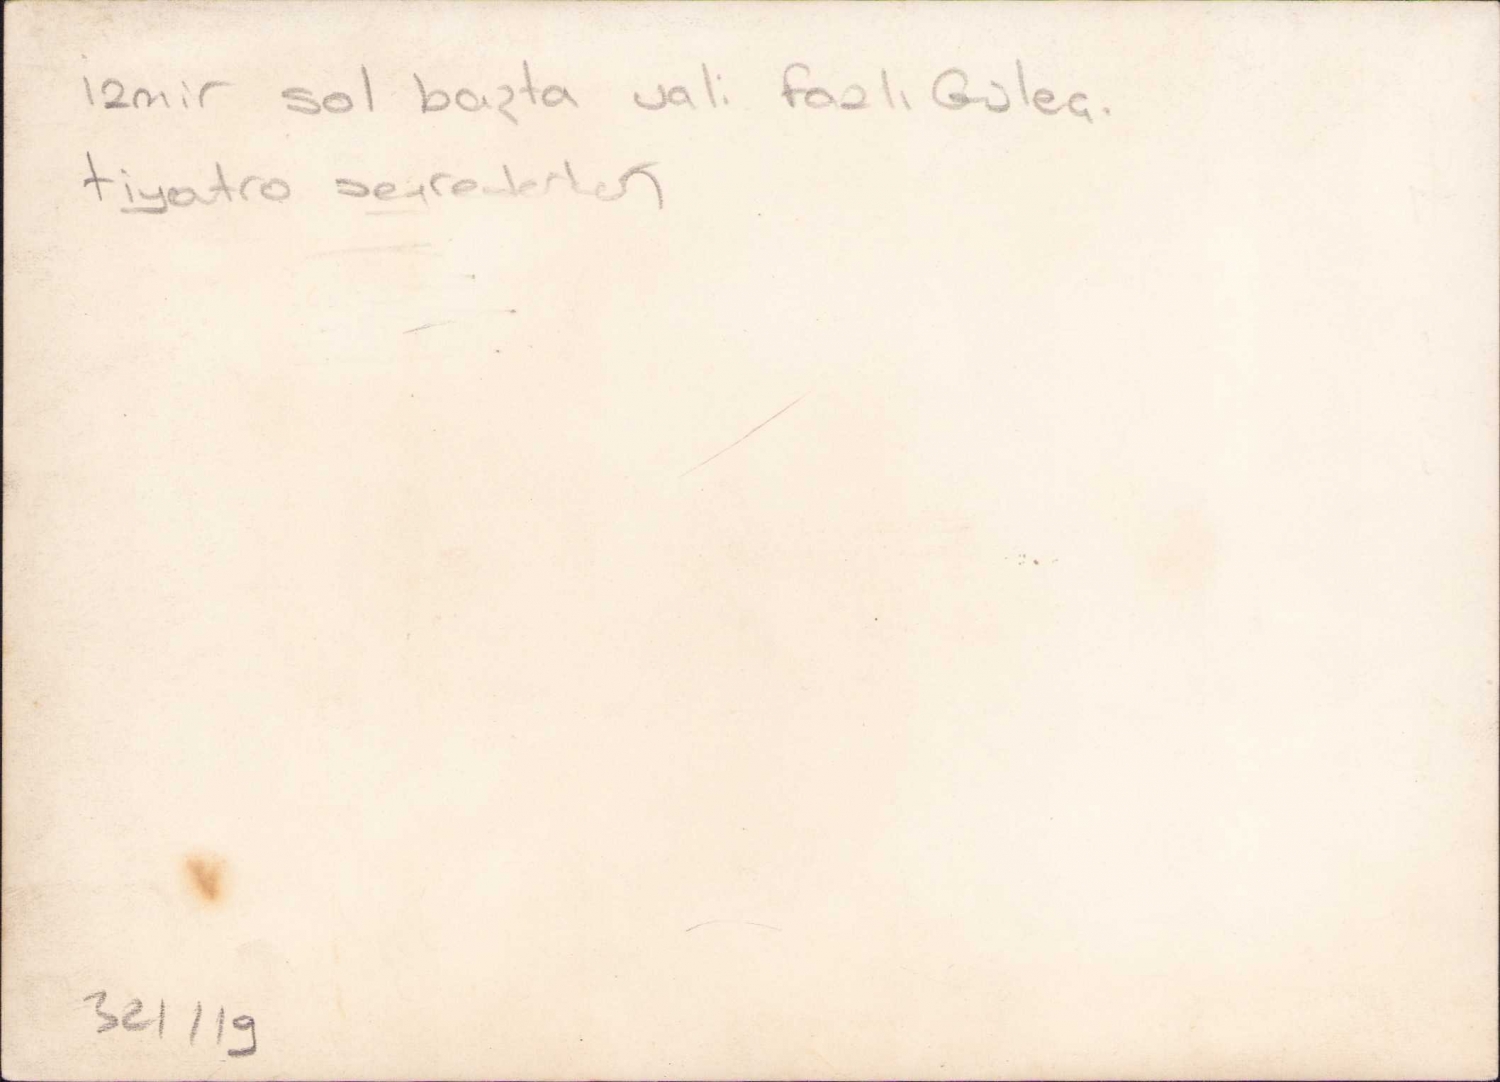 izmir sol başta vali fazlı Güleç.
tiyatro seyrederken
321/19